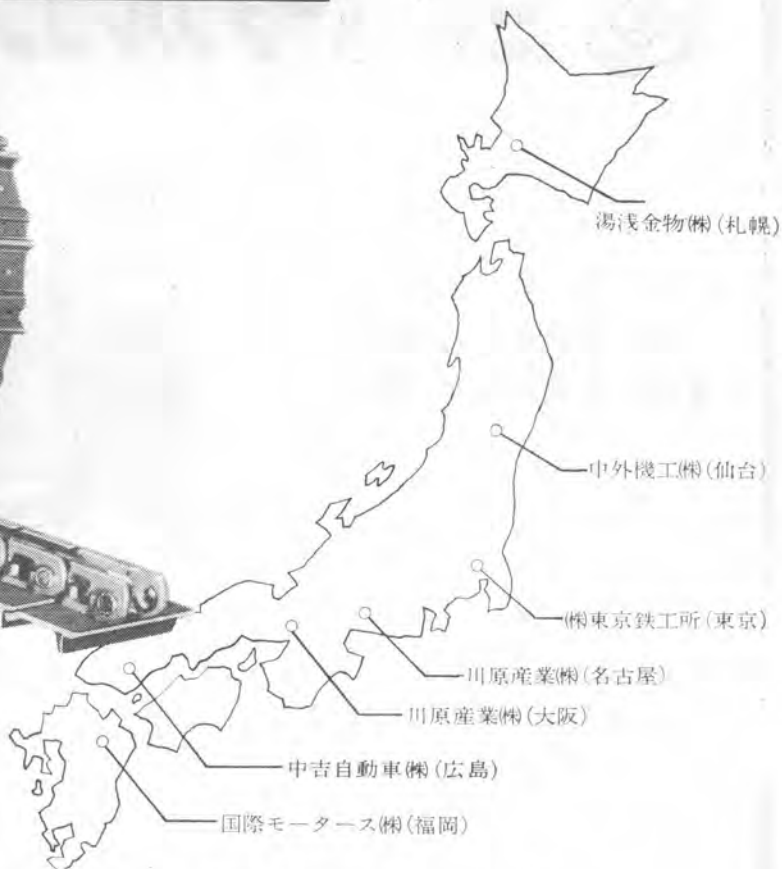 湯浅金物㈱(札幌)
中外機工㈱(仙台)
㈱東京鉄工所(東京)
川原産業㈱(名古屋)
川原産業㈱(大阪)
中吉自動車㈱(広島)
国際モータース㈱(福岡)